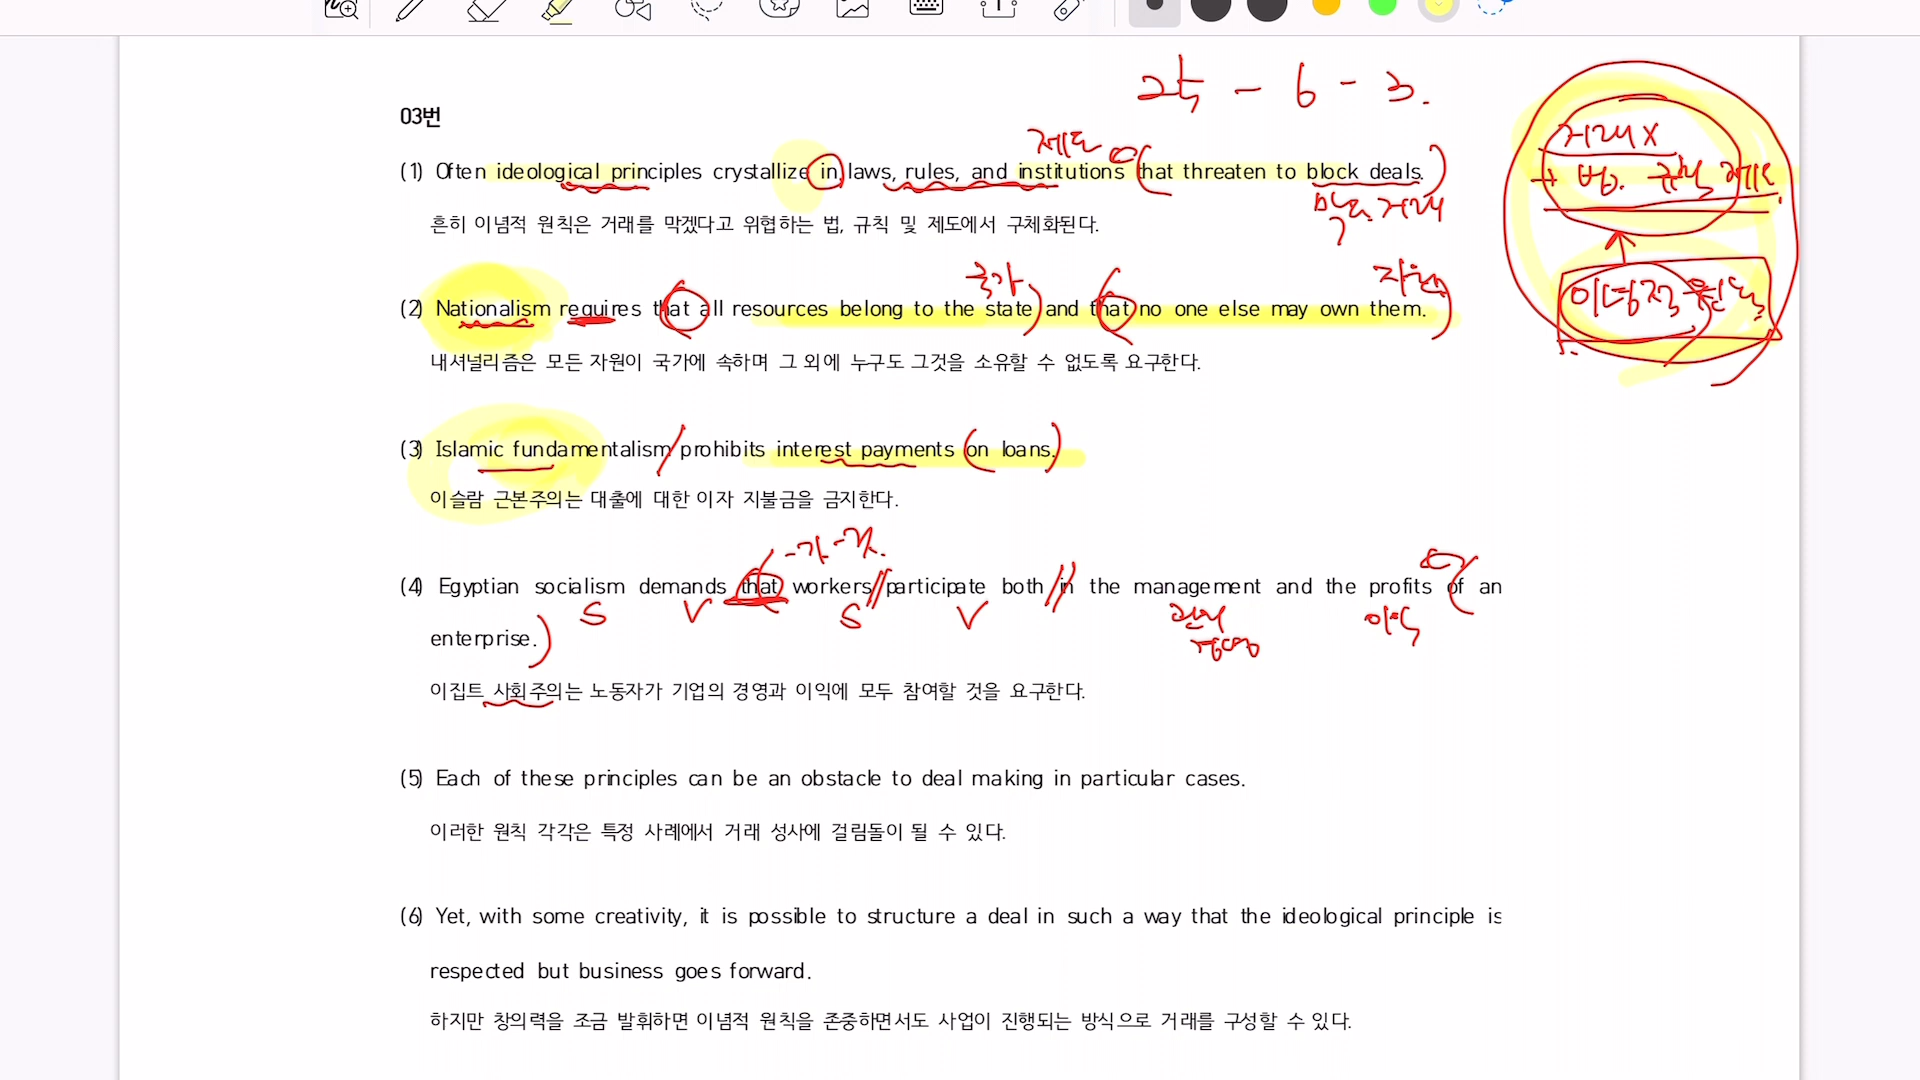 25 - 6 - 3.
03번
제도
거래 X
(1) Often ideological principles crystallize in laws, rules, and institutions that threaten to block deals.
→ 법. 규칙 제도.
막다. 거래
흔히 이념적 원칙은 거래를 막겠다고 위협하는 법, 규칙 및 제도에서 구체화된다.
국가
자원
이념적 원칙
(2) Nationalism requires that all resources belong to the state and that no one else may own them.
내셔널리즘은 모든 자원이 국가에 속하며 그 외에 누구도 그것을 소유할 수 없도록 요구한다.
(3) Islamic fundamentalism prohibits interest payments on loans.
이슬람 근본주의는 대출에 대한 이자 지불금을 금지한다.
-가 -것.
(4) Egyptian socialism demands that workers participate both in the management and the profits of an
S V S V
이익
enterprise.
경영
이집트 사회주의는 노동자가 기업의 경영과 이익에 모두 참여할 것을 요구한다.
(5) Each of these principles can be an obstacle to deal making in particular cases.
이러한 원칙 각각은 특정 사례에서 거래 성사에 걸림돌이 될 수 있다.
(6) Yet, with some creativity, it is possible to structure a deal in such a way that the ideological principle is
respected but business goes forward.
하지만 창의력을 조금 발휘하면 이념적 원칙을 존중하면서도 사업이 진행되는 방식으로 거래를 구성할 수 있다.